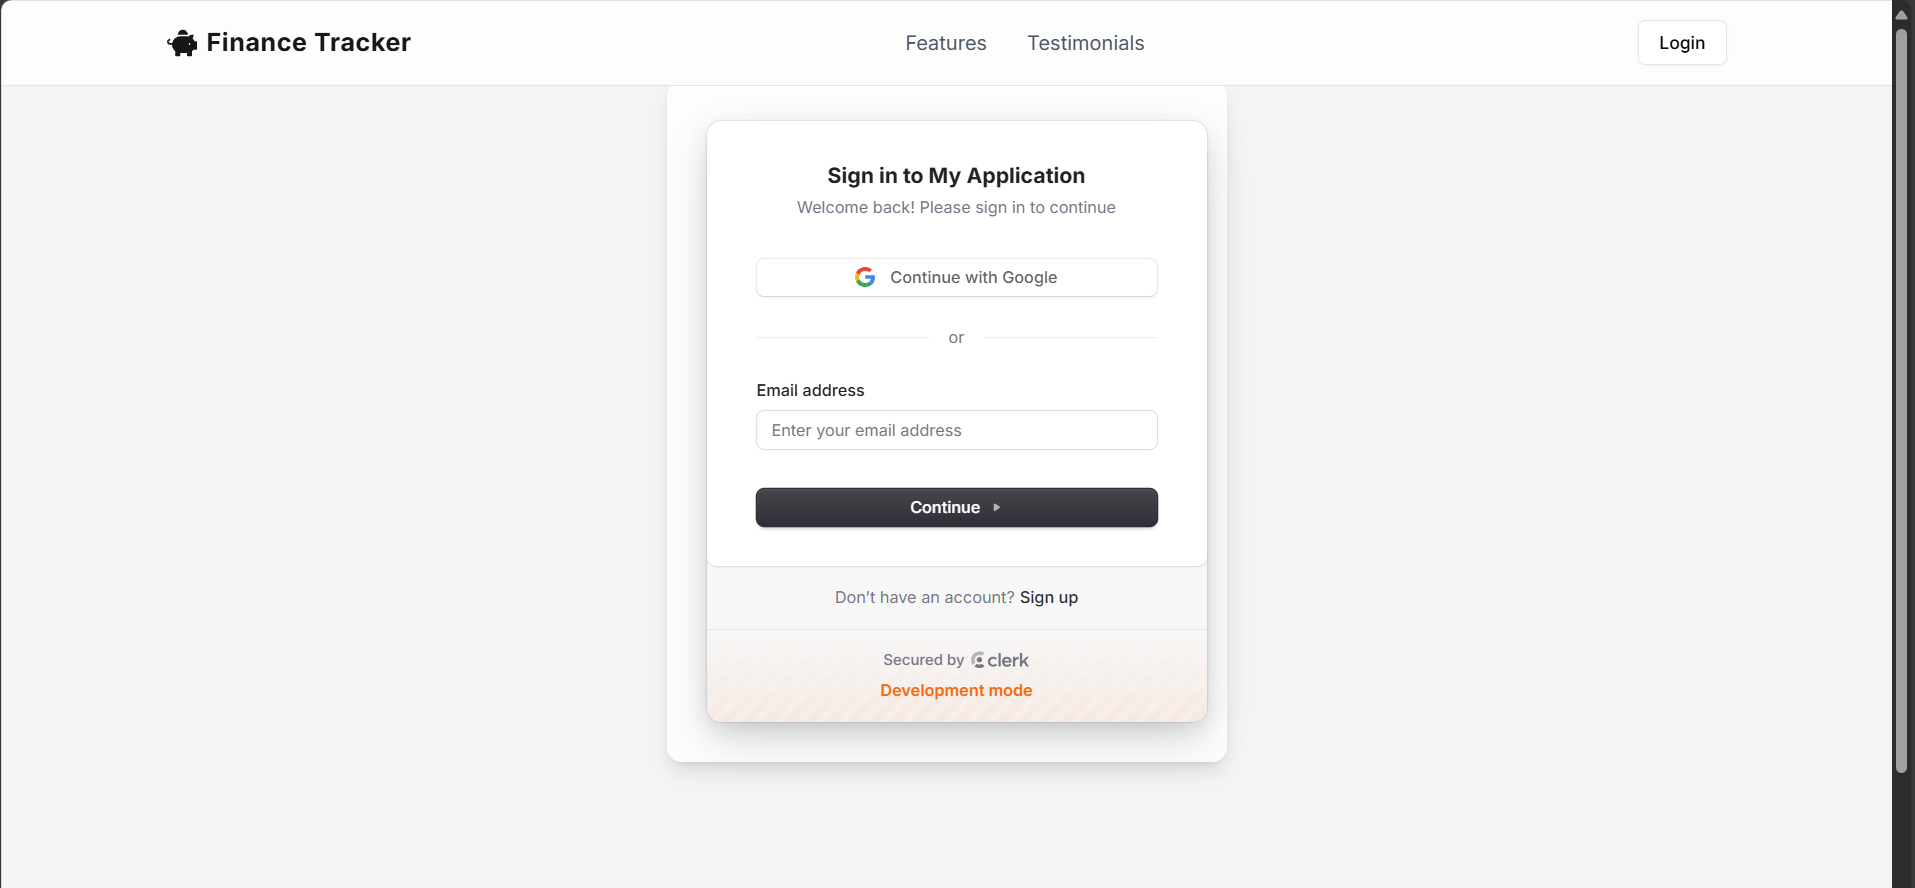 Finance Tracker
Features
Testimonials
Login
Sign in to My Application
Welcome back! Please sign in to continue
Continue with Google
or
Email address
Enter your email address
Continue
Don't have an account? Sign up
Secured by clerk
Development mode